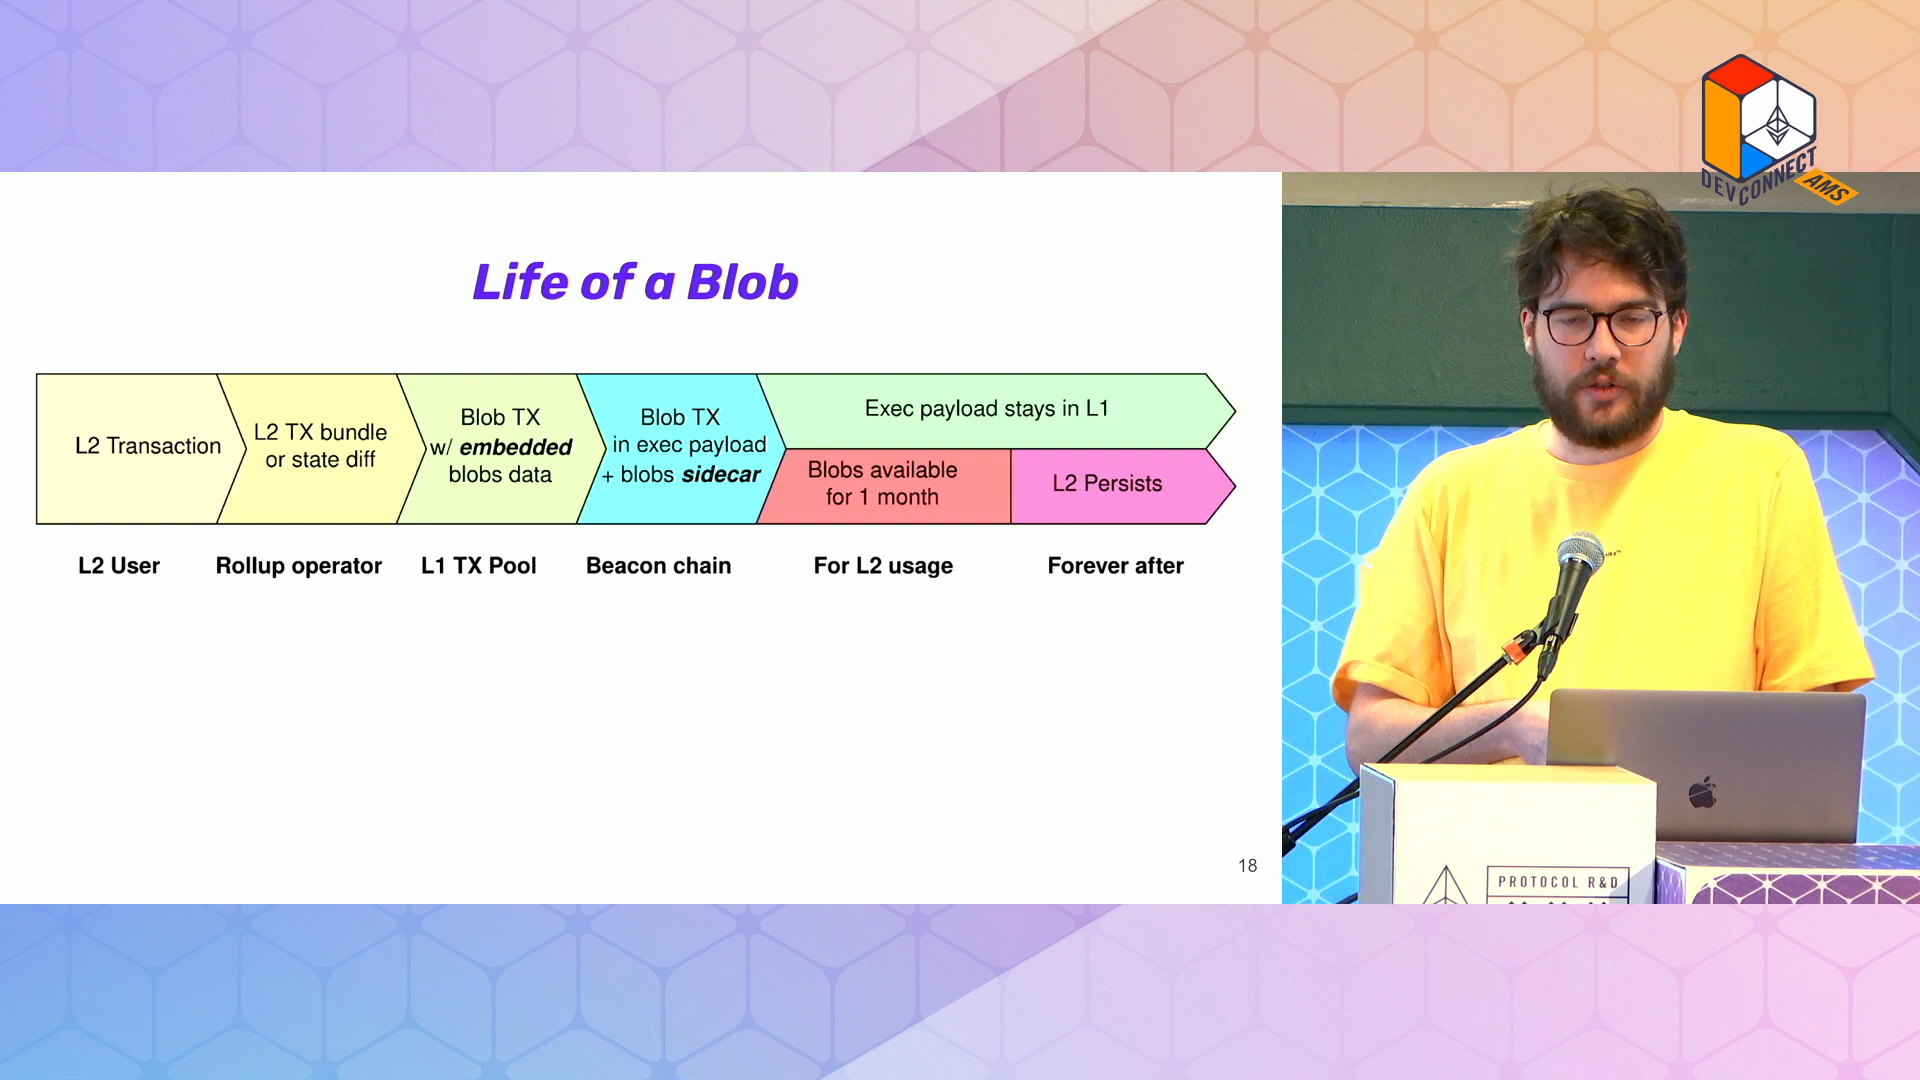 DEVCONNECT
AMS
Life of a Blob
L2 Transaction
L2 TX bundle
or state diff
Blob TX
w/ embedded
blobs data
Blob TX
in exec payload
+ blobs sidecar
Exec payload stays in L1
Blobs available
for 1 month
L2 Persists
L2 User
Rollup operator
L1 TX Pool
Beacon chain
For L2 usage
Forever after
18
PROTOCOL R&D